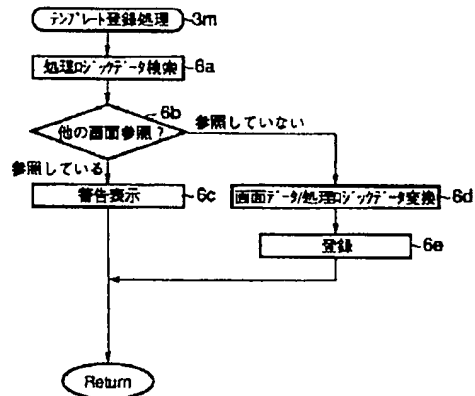 テンプレート登録処理 3m
処理ロジックデータ検索 6a
6b
他の画面参照？ 参照していない
参照している
警告表示 6c
画面データ/処理ロジックデータ変換 6d
登録 6e
Return